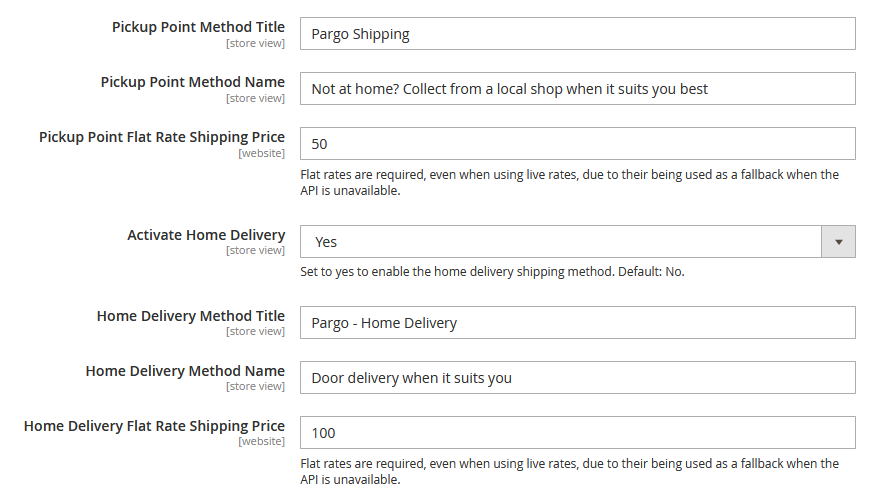 Pickup Point Method Title
[store view]
Pargo Shipping
Pickup Point Method Name
[store view]
Not at home? Collect from a local shop when it suits you best
Pickup Point Flat Rate Shipping Price
[website]
50
Flat rates are required, even when using live rates, due to their being used as a fallback when the
API is unavailable.
Activate Home Delivery
[store view]
Yes
Set to yes to enable the home delivery shipping method. Default: No.
Home Delivery Method Title
[store view]
Pargo - Home Delivery
Home Delivery Method Name
[store view]
Door delivery when it suits you
Home Delivery Flat Rate Shipping Price
[website]
100
Flat rates are required, even when using live rates, due to their being used as a fallback when the
API is unavailable.